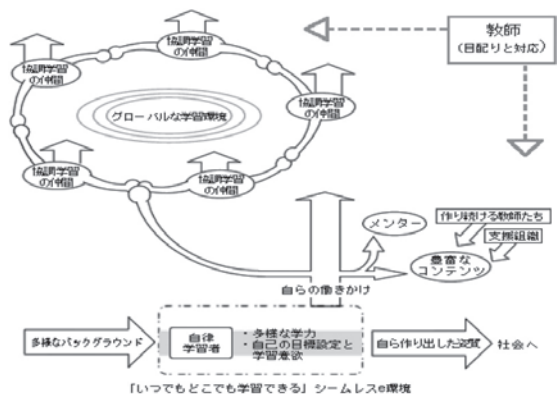 教師
(目配りと対応)
協調学習
の仲間
協調学習
の仲間
協調学習
の仲間
グローバルな学習環境
協調学習
の仲間
協調学習
の仲間
メンター
作り続ける教師たち
支援組織
豊富な
コンテンツ
自らの働きかけ
多様なバックグラウンド
自律
学習者
・多様な学力
・自己の目標設定と
学習意欲
自ら作り出した姿勢
社会へ
「いつでもどこでも学習できる」シームレスe環境